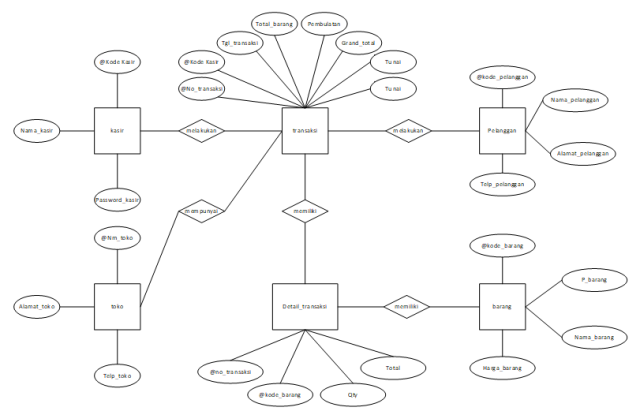 Total_barang
Pembulatan
Tgl_transaksi
Grand_total
@Kode Kasir
@Kode Kasir
Tunai
@kode_pelanggan
@No_transaksi
Tunai
Nama_pelanggan
Nama_kasir
kasir
melakukan
transaksi
melakukan
Pelanggan
Alamat_pelanggan
Telp_pelanggan
Password_kasir
mempunyai
memiliki
@Nm_toko
@kode_barang
P_barang
Alamat_toko
toko
Detail_transaksi
memiliki
barang
Nama_barang
Telp_toko
@no_transaksi
Total
Harga_barang
@kode_barang
Qty